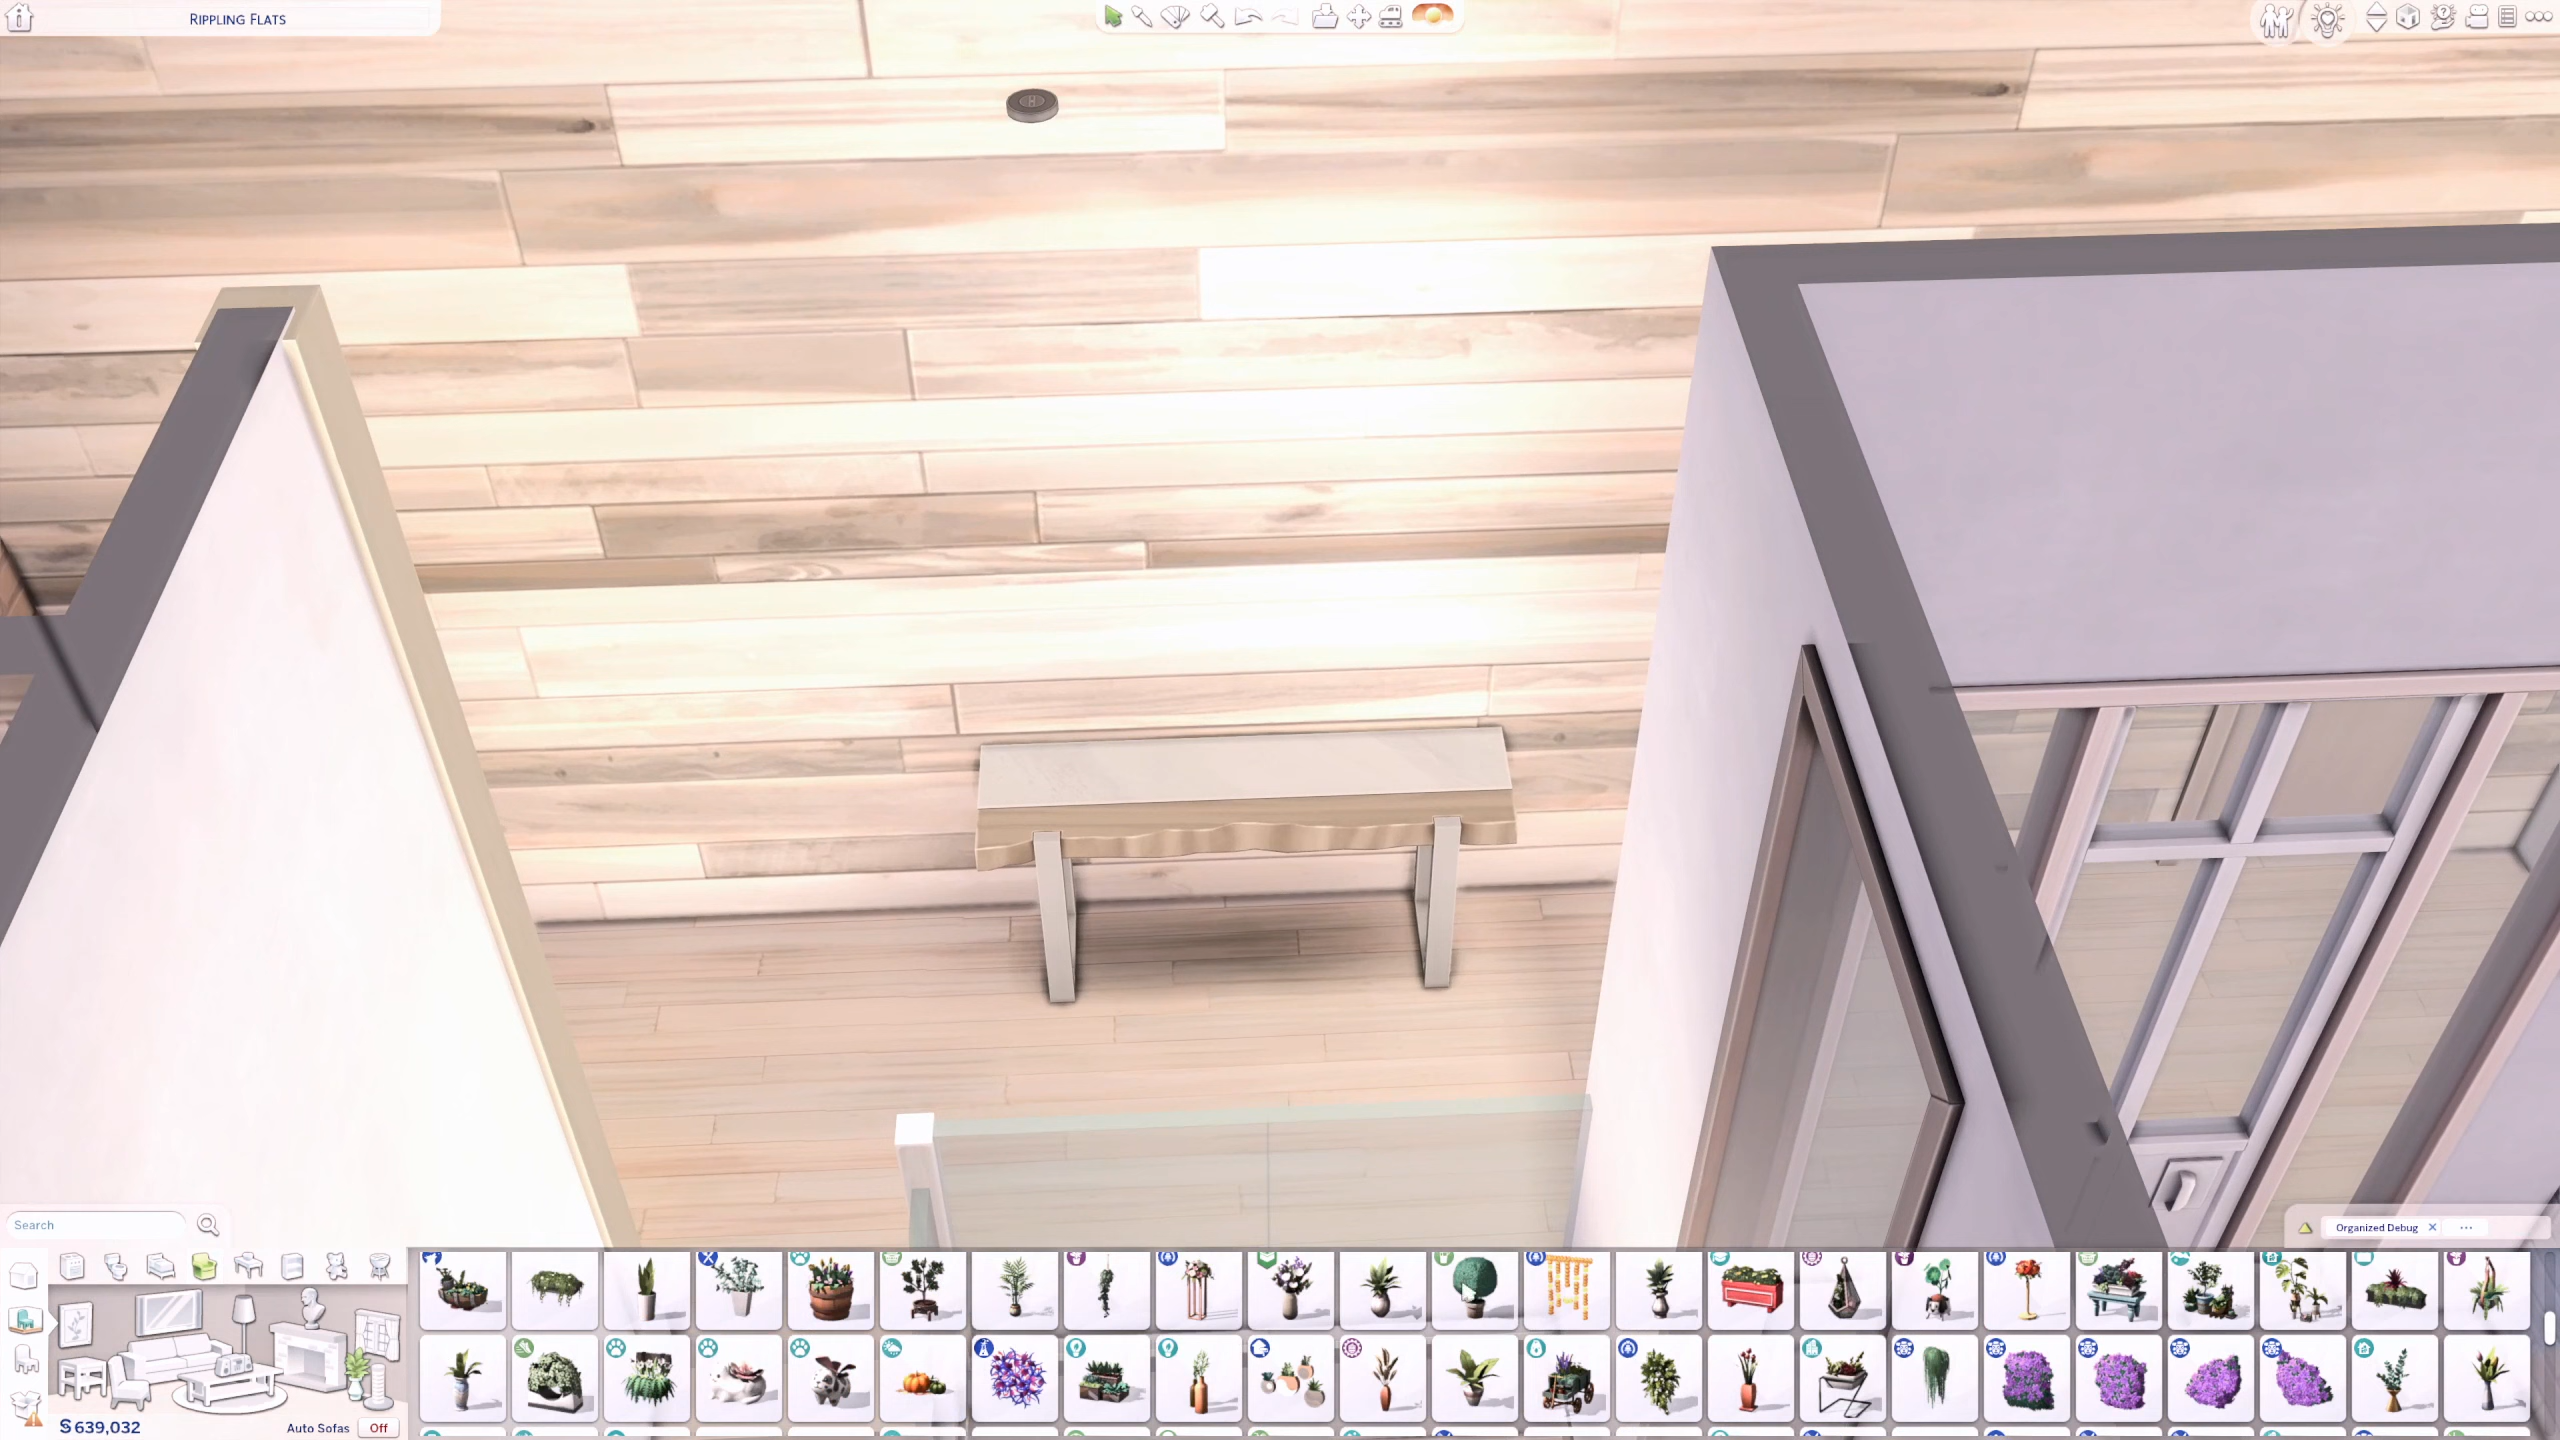 Rippling Flats
Search
Organized Debug
§639,032
Auto Sofas
Off